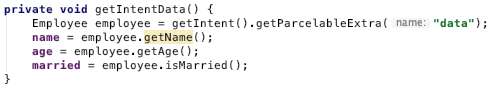 private void getIntentData() {
    Employee employee = getIntent().getParcelableExtra( name: "data");
    name = employee.getName();
    age = employee.getAge();
    married = employee.isMarried();
}